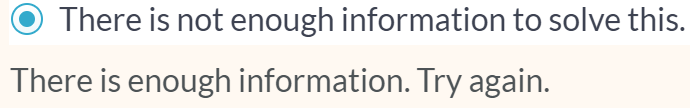 There is not enough information to solve this.
There is enough information. Try again.